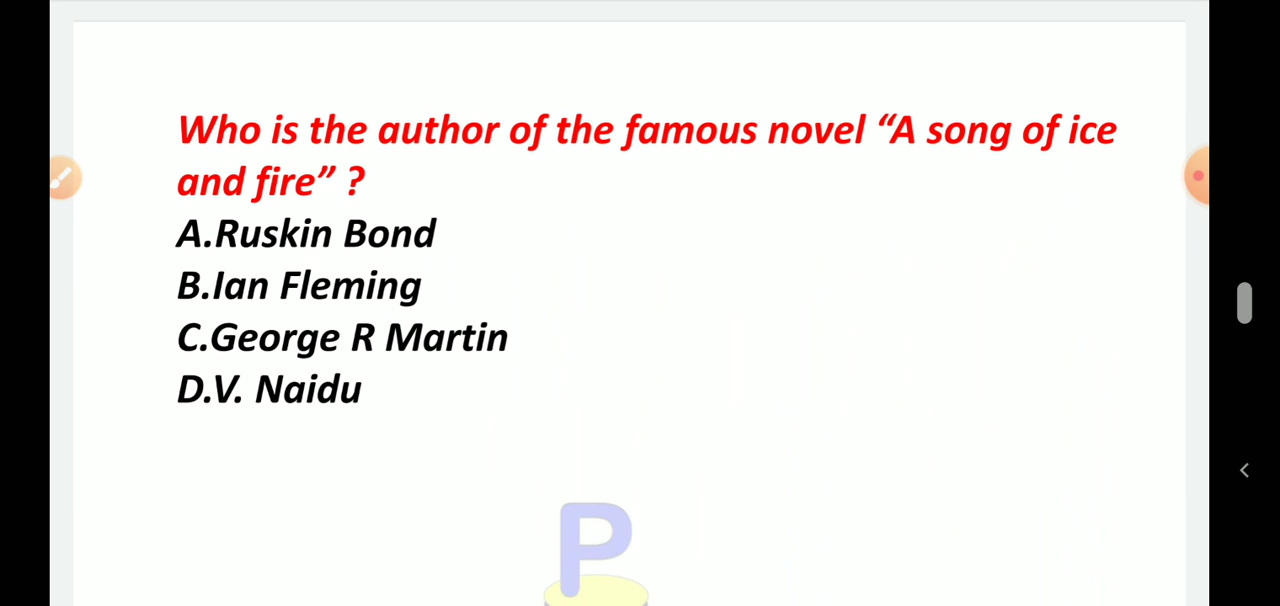 Who is the author of the famous novel “A song of ice
and fire” ?
A.Ruskin Bond
B.Ian Fleming
C.George R Martin
D.V. Naidu
P